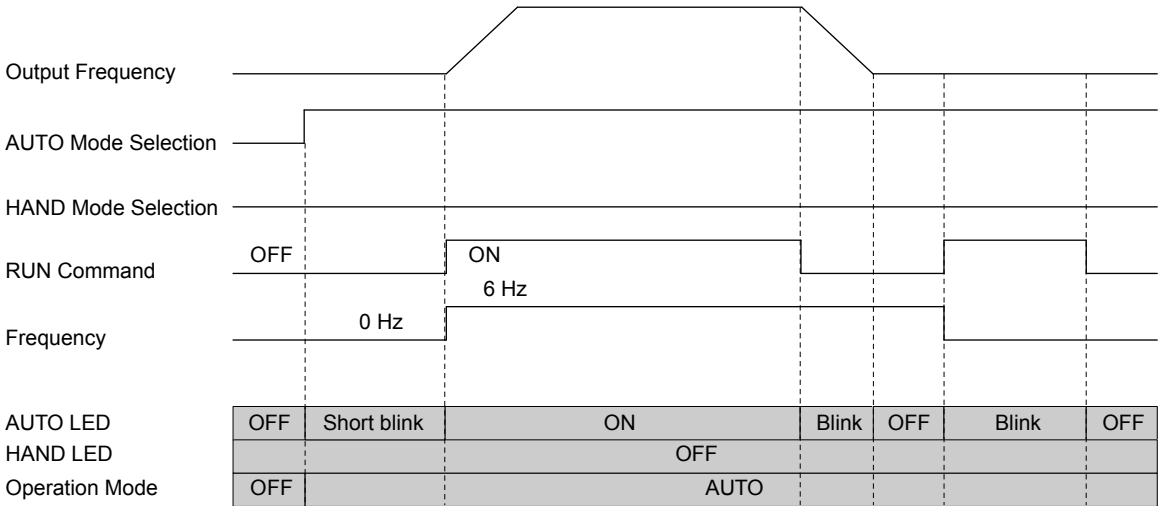 Output Frequency
AUTO Mode Selection
HAND Mode Selection
OFF ON
RUN Command
6 Hz
0 Hz
Frequency
AUTO LED OFF Short blink ON Blink OFF Blink OFF
HAND LED OFF
Operation Mode OFF AUTO